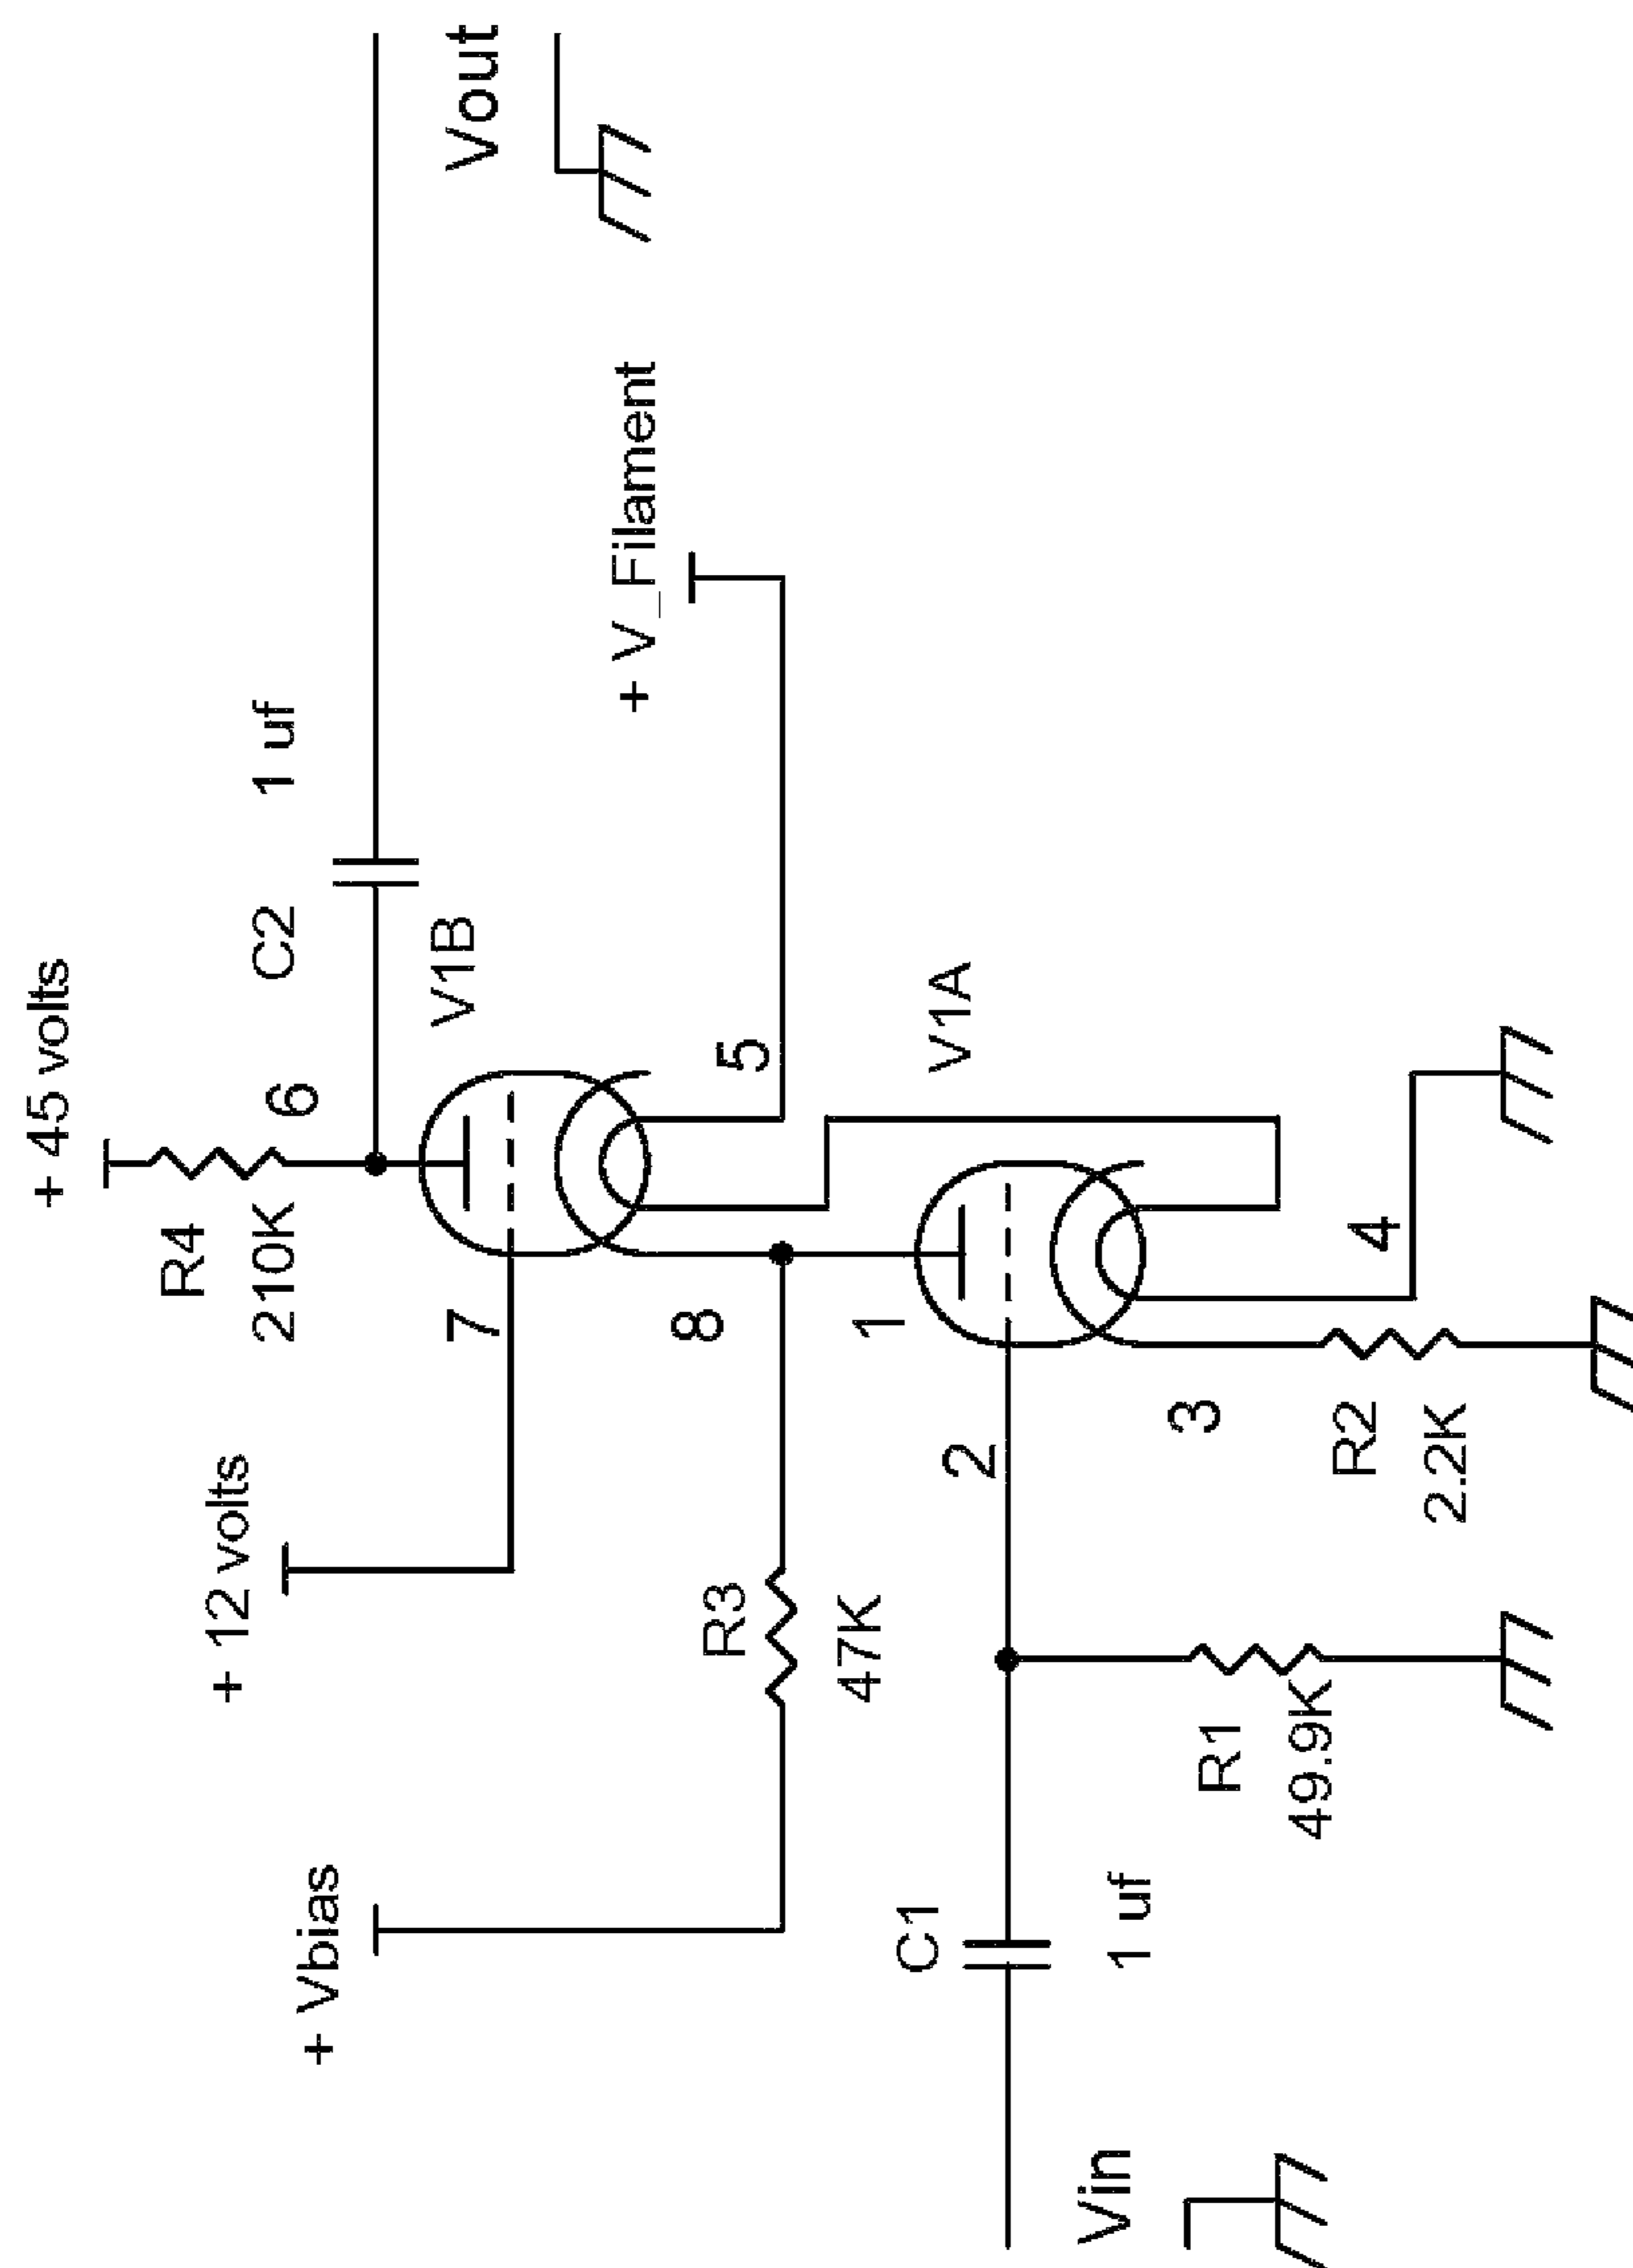 + 45 volts
R4
210K
6
C2
1 uf
Vout
+ 12 volts
7
V1B
+ Vbias
8
5
+ V_Filament
R3
47K
1
V1A
C1
1 uf
2
3
4
Vin
R1
49.9K
R2
2.2K